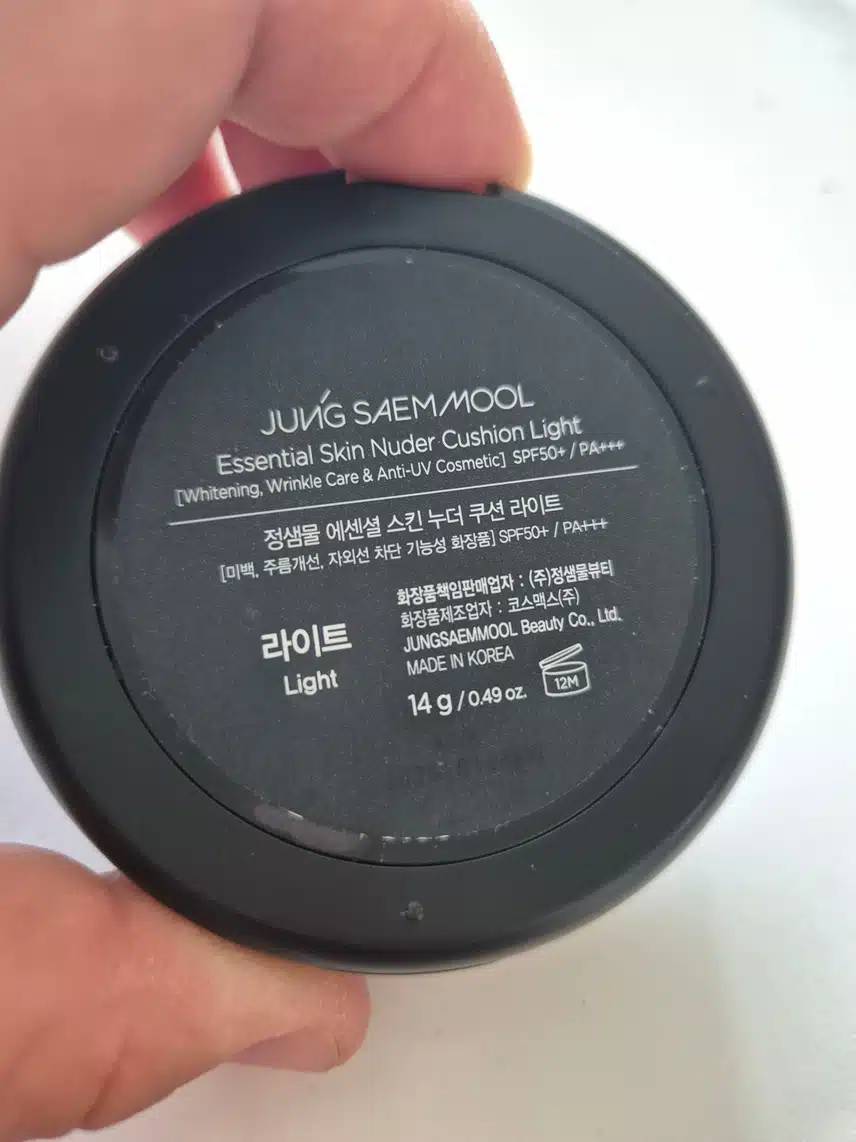 JUNG SAEM MOOL
Essential Skin Nuder Cushion Light
[Whitening, Wrinkle Care & Anti-UV Cosmetic] SPF50+ / PA+++
정샘물 에센셜 스킨 누더 쿠션 라이트
[미백, 주름개선, 자외선 차단 기능성 화장품] SPF50+ / PA+++
라이트
Light
화장품책임판매업자 : (주)정샘물뷰티
화장품제조업자 : 코스맥스(주)
JUNGSAEMMOOL Beauty Co., Ltd.
MADE IN KOREA
14 g / 0.49 oz.
12M